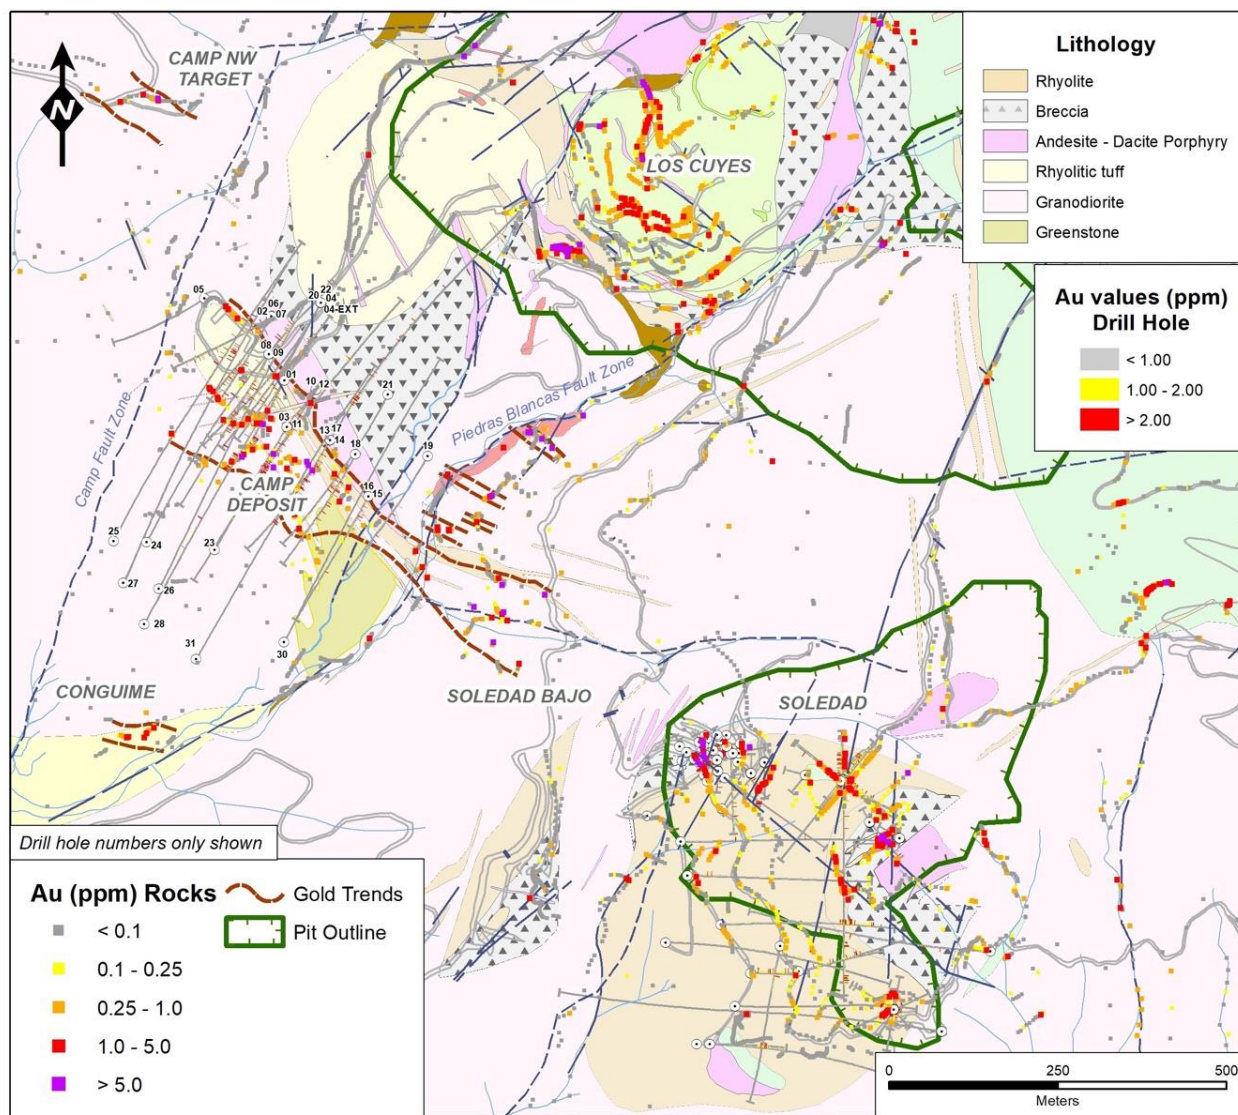 CAMP NW
TARGET
N
LOS CUYES
05
06
02
07
20
22
04
04-EXT
08
09
01
10
12
21
03
11
13
17
14
18
19
16
15
Camp Fault Zone
Piedras Blancas Fault Zone
CAMP
DEPOSIT
25
24
23
27
26
28
31
30
CONGUIME
SOLEDAD BAJO
SOLEDAD
Lithology
Rhyolite
Breccia
Andesite - Dacite Porphyry
Rhyolitic tuff
Granodiorite
Greenstone
Au values (ppm)
Drill Hole
< 1.00
1.00 - 2.00
> 2.00
Drill hole numbers only shown
Au (ppm) Rocks
< 0.1
0.1 - 0.25
0.25 - 1.0
1.0 - 5.0
> 5.0
Gold Trends
Pit Outline
0 250 500
Meters